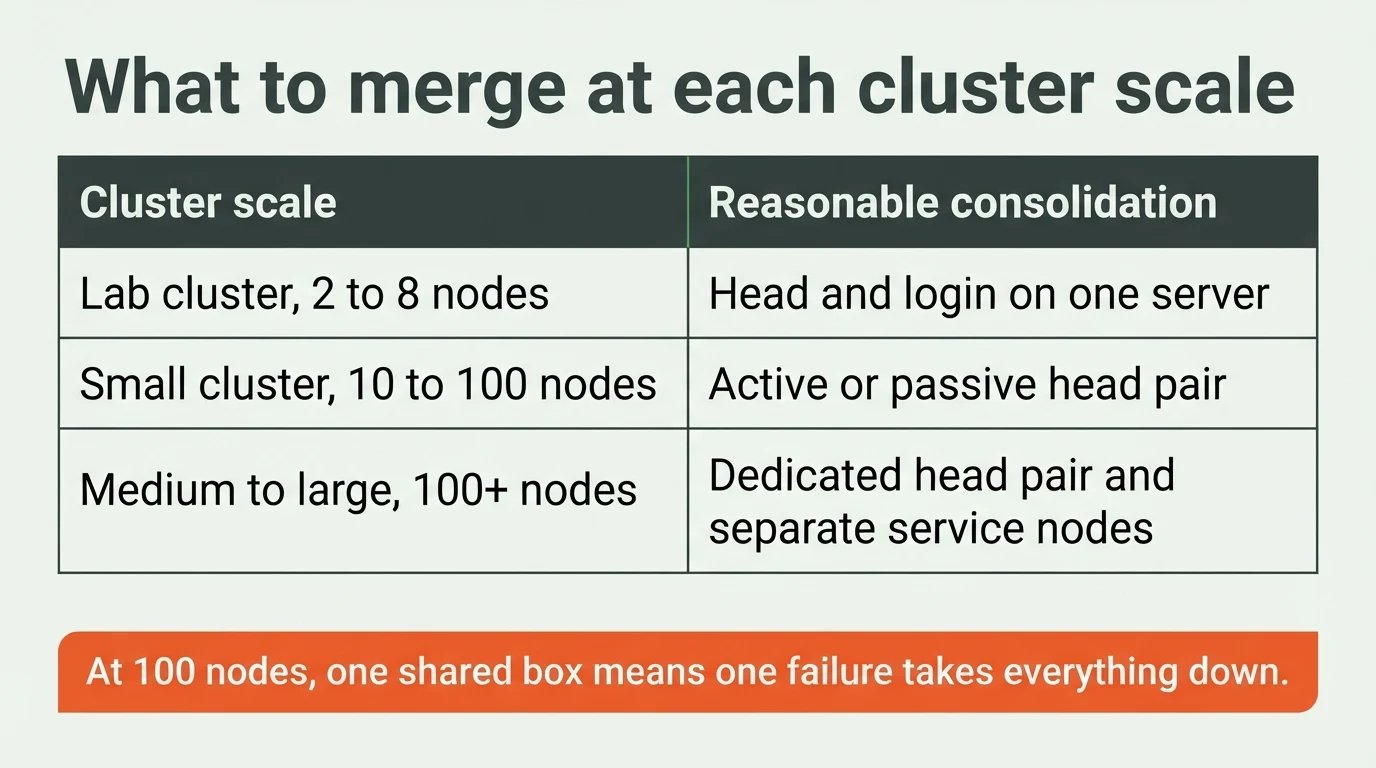 What to merge at each cluster scale
Cluster scale
Reasonable consolidation
Lab cluster, 2 to 8 nodes
Head and login on one server
Small cluster, 10 to 100 nodes
Active or passive head pair
Medium to large, 100+ nodes
Dedicated head pair and
separate service nodes
At 100 nodes, one shared box means one failure takes everything down.